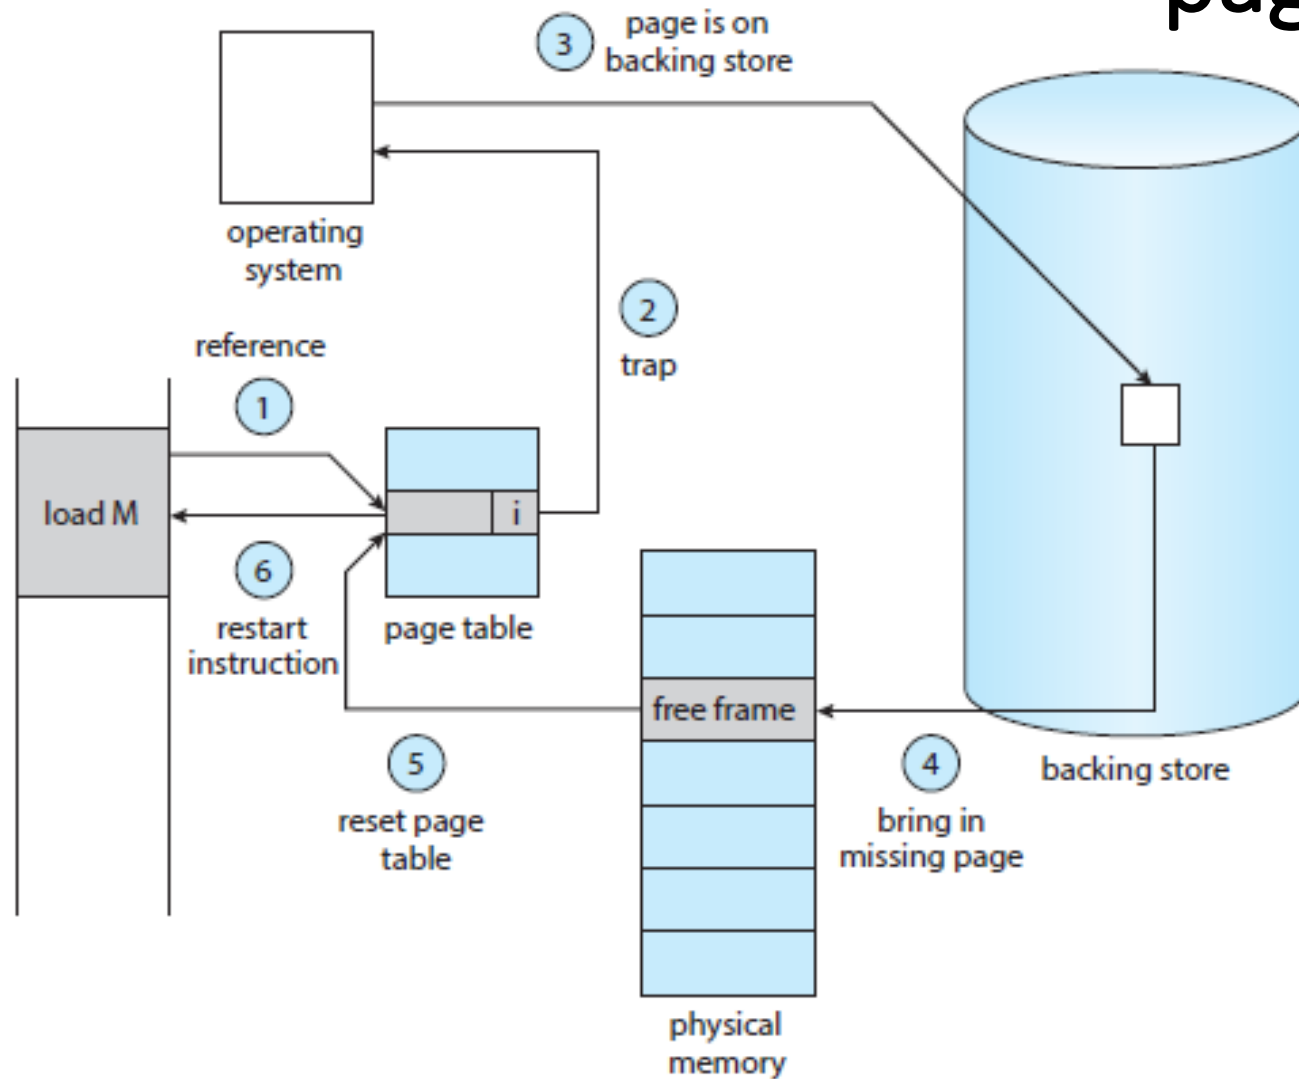 pag
3
page is on
backing store
operating
system
2
trap
reference
1
load M
i
6
restart
instruction
page table
free frame
5
reset page
table
4
bring in
missing page
backing store
physical
memory